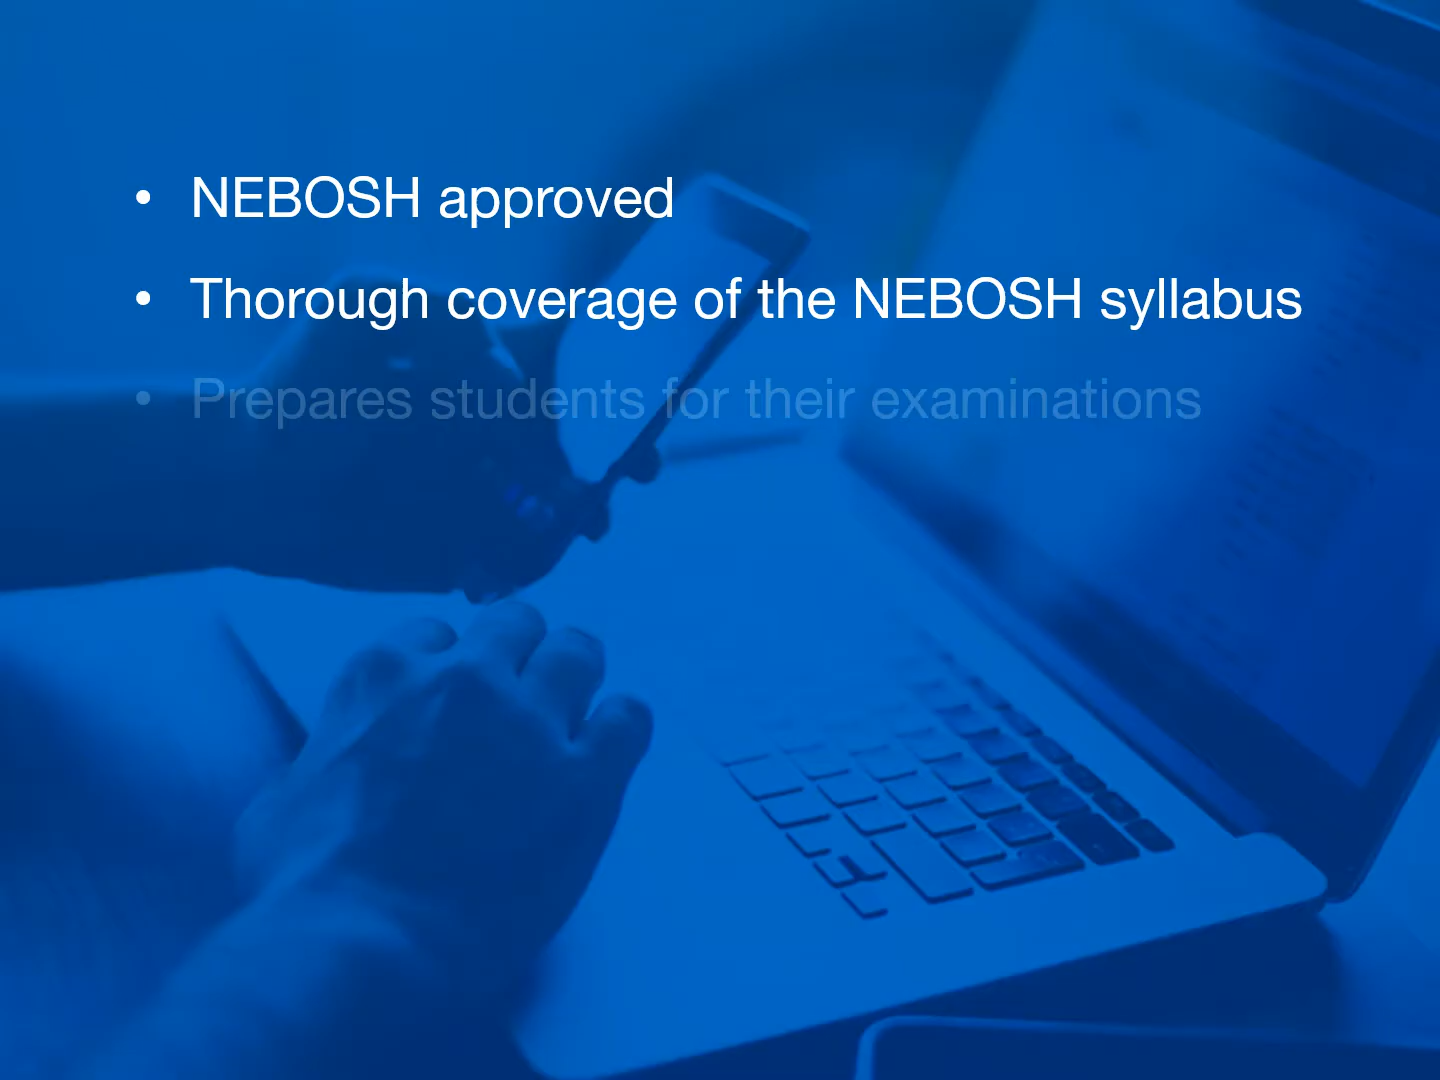 • NEBOSH approved
• Thorough coverage of the NEBOSH syllabus
• Prepares students for their examinations